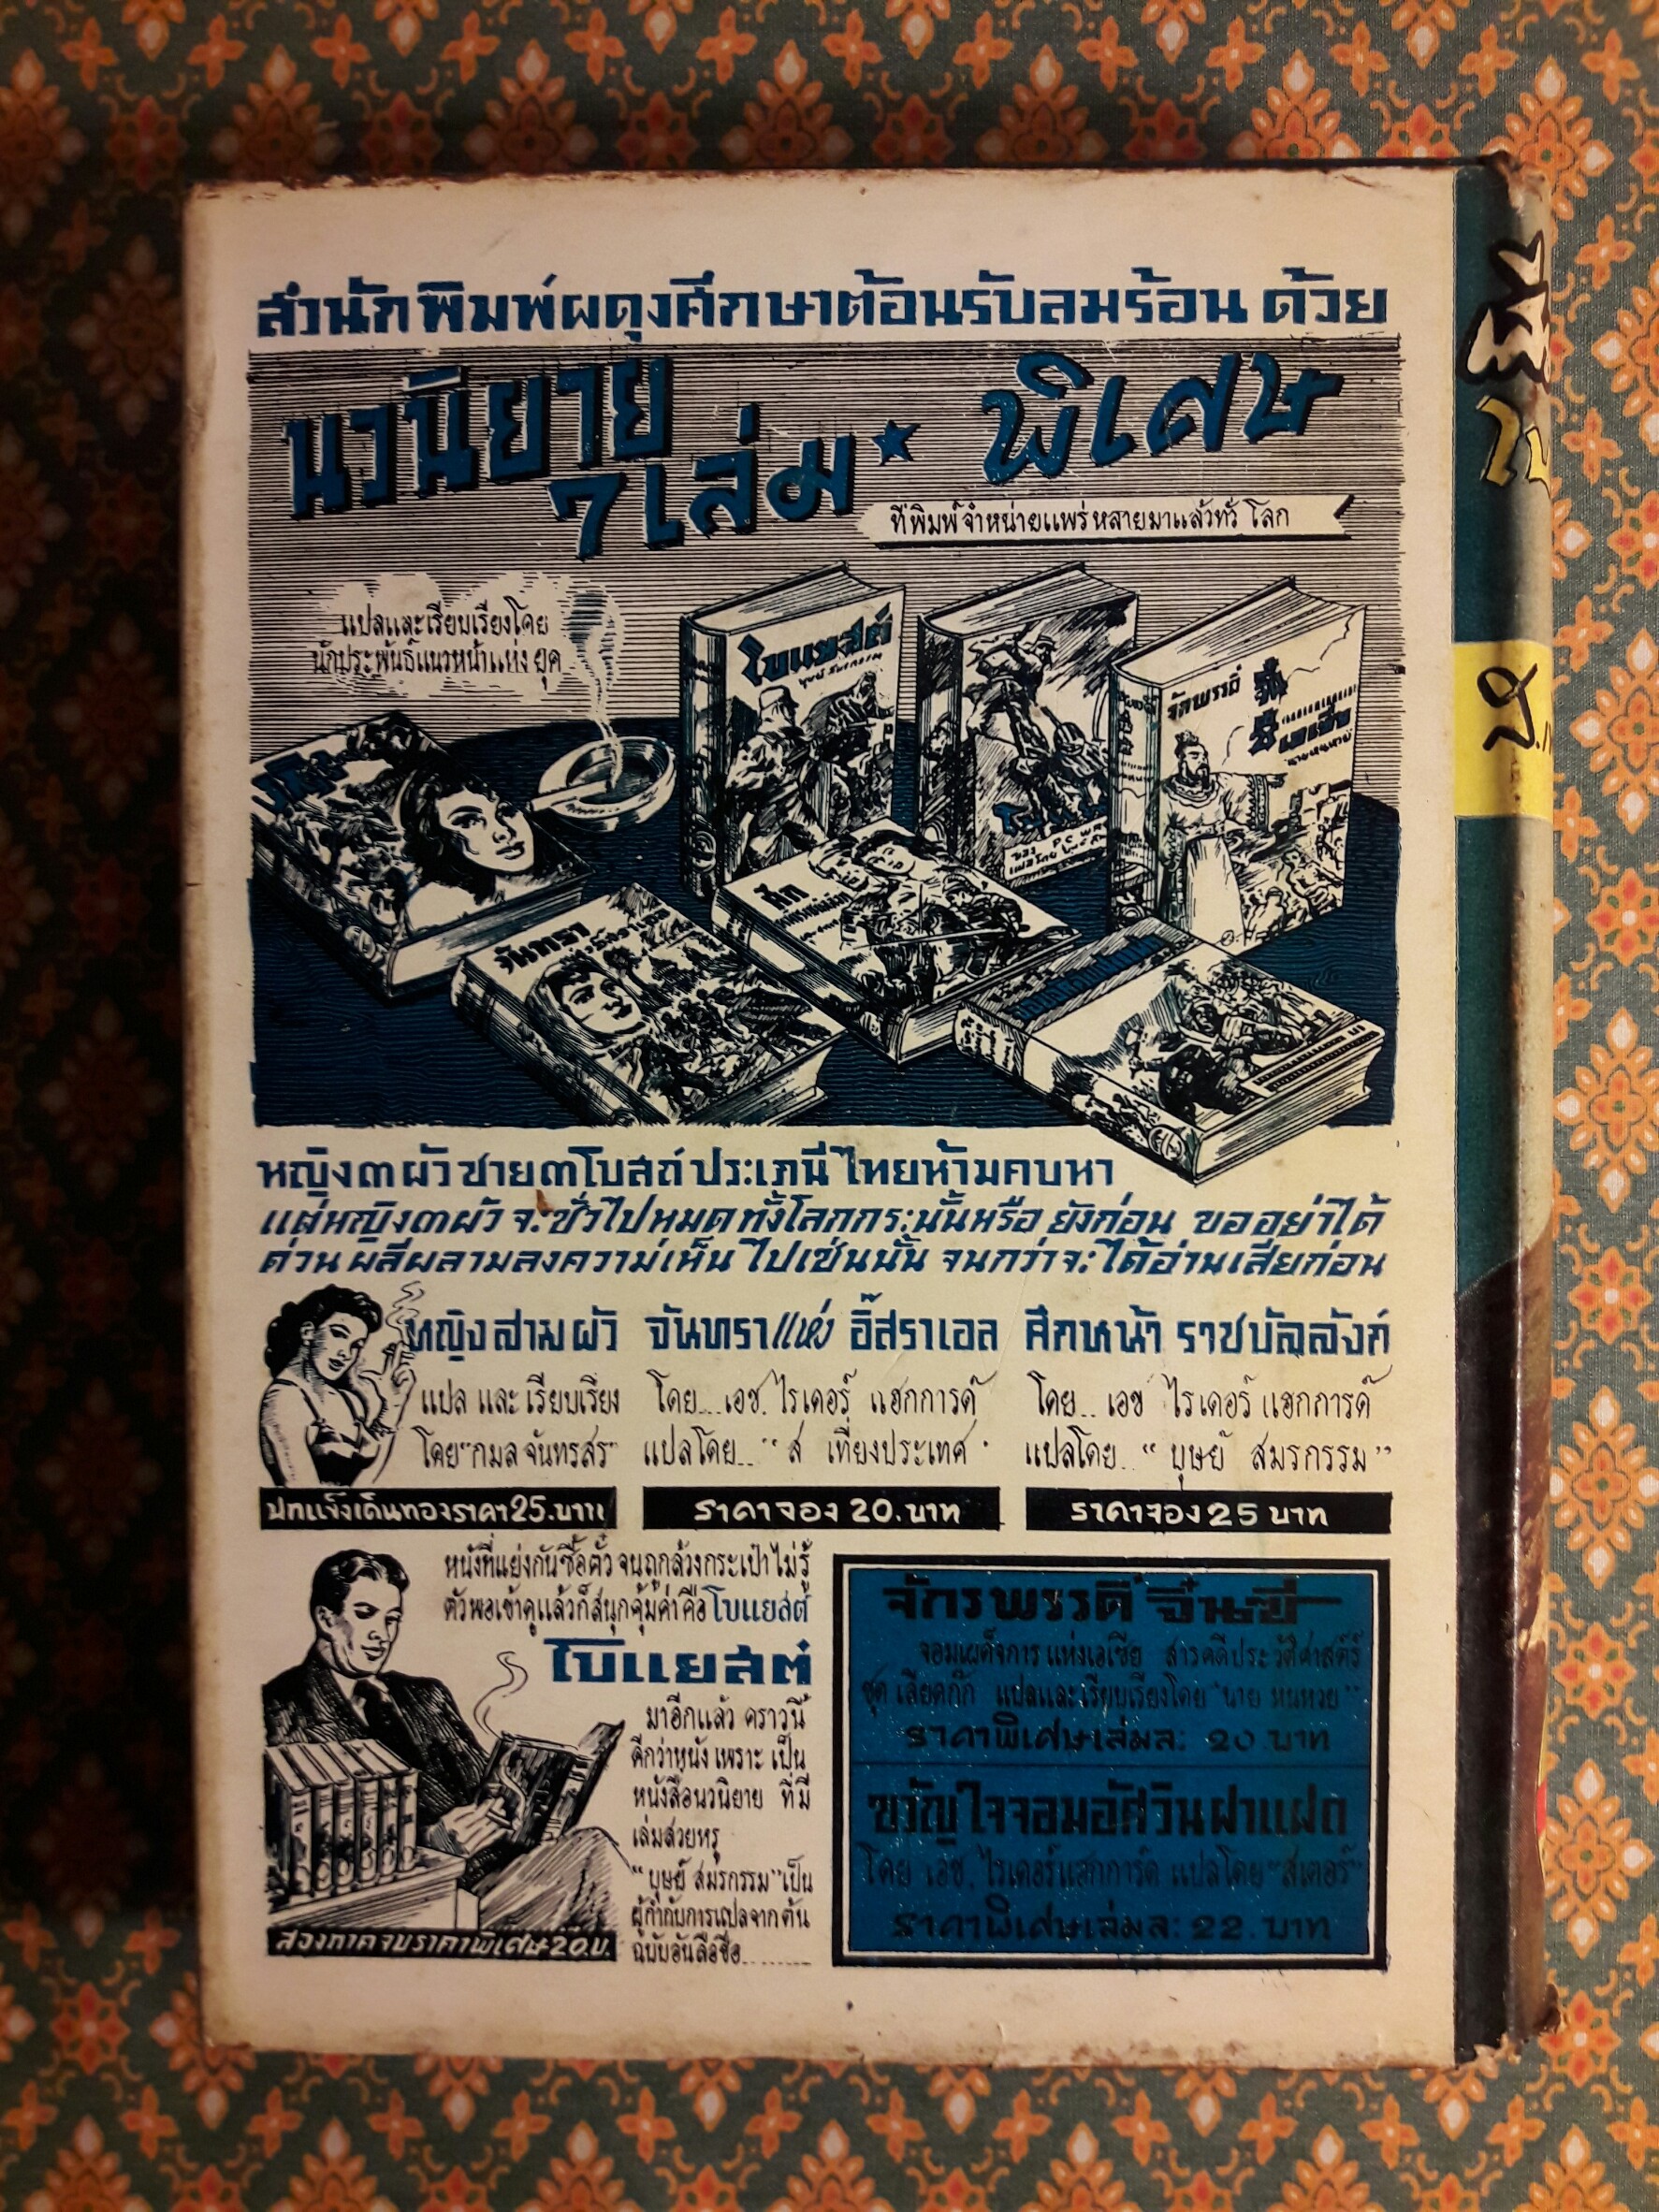 สำนักพิมพ์ผดุงศึกษาต้อนรับลมร้อน ด้วย
นวนิยาย
7 เล่ม ★ พิเศษ
ที่พิมพ์จำหน่ายแพร่หลายมาแล้วทั่วโลก
แปลและเรียบเรียงโดย
นักประพันธ์แนวหน้าแห่งยุค
โบแยสต์
จักรพรรดิ์
จันทรา
ศึก
หญิง ๓ ผัว ชาย ๓ โบสถ์ ประเภนีไทยห้ามคบหา
แต่หญิง ๓ ผัว จะชั่วไปหมดทั้งโลกกระนั้นหรือ ยังก่อน ขออย่าได้
ด่วนผลีผลามลงความเห็นไปเช่นนั้น จนกว่าจะได้อ่านเสียก่อน
หญิงสามผัว
แปล และ เรียบเรียง
โดย "กมล จันทรสร"
ปกแข็งเดินทองราคา 25. บาท
จันทราแห่ง อิ๊สราเอล
โดย.... เอช. ไรเดอร์ แฮกการด์
แปลโดย... "ส เที่ยงประเทศ"
ราคาจอง 20. บาท
ศึกหน้า ราชบัลลังก์
โดย... เอช ไรเดอร์ แฮกการด์
แปลโดย... "บุษย์ สมรกรรม"
ราคาจอง 25 บาท
หนังที่แย่งกันซื้อตั๋ว จนถูกล้วงกระเป๋าไม่รู้
ตัวพอเข้าดูแล้วก็สนุกคุ้มค่าคือโบแยสต์
โบแยสต์
มาอีกแล้ว คราวนี้
ดีกว่าหนัง เพราะ เป็น
หนังสือนวนิยาย ที่มี
เล่มสวยหรู
"บุษย์ สมรกรรม" เป็น
ผู้กำกับการแปลจากต้น
ฉบับอันลือชื่อ.........
สองภาคจบราคาพิเศษ 20.บ.
จักรพรรดิ์ จิ๋นซี
จอมเผด็จการแห่งเอเซีย สารคดีประวัติศาสตร์
ชุด เลียดก๊ก แปลและเรียบเรียงโดย "นาย หนหวย"
ราคาพิเศษเล่มละ 20 บาท
ขวัญใจจอมอัศวินฝาแฝด
โดย เอช. ไรเดอร์แฮกการ์ด แปลโดย "สเตอร์"
ราคาพิเศษเล่มละ 22. บาท